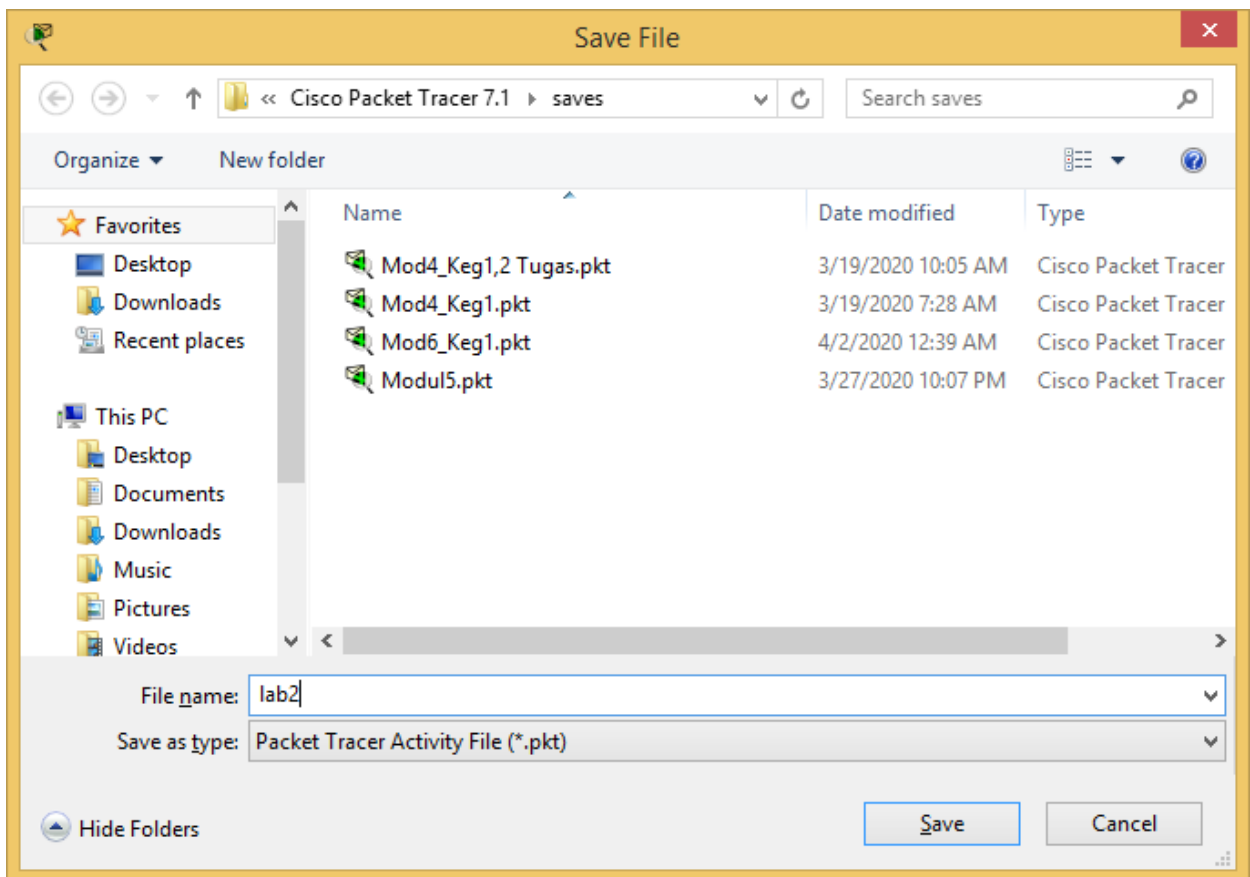 Save File
« Cisco Packet Tracer 7.1 saves Search saves
Organize New folder
Name Date modified Type
Favorites
Desktop
Downloads
Recent places
This PC
Desktop
Documents
Downloads
Music
Pictures
Videos
Mod4_Keg1,2 Tugas.pkt 3/19/2020 10:05 AM Cisco Packet Tracer
Mod4_Keg1.pkt 3/19/2020 7:28 AM Cisco Packet Tracer
Mod6_Keg1.pkt 4/2/2020 12:39 AM Cisco Packet Tracer
Modul5.pkt 3/27/2020 10:07 PM Cisco Packet Tracer
File name: lab2
Save as type: Packet Tracer Activity File (*.pkt)
Hide Folders Save Cancel